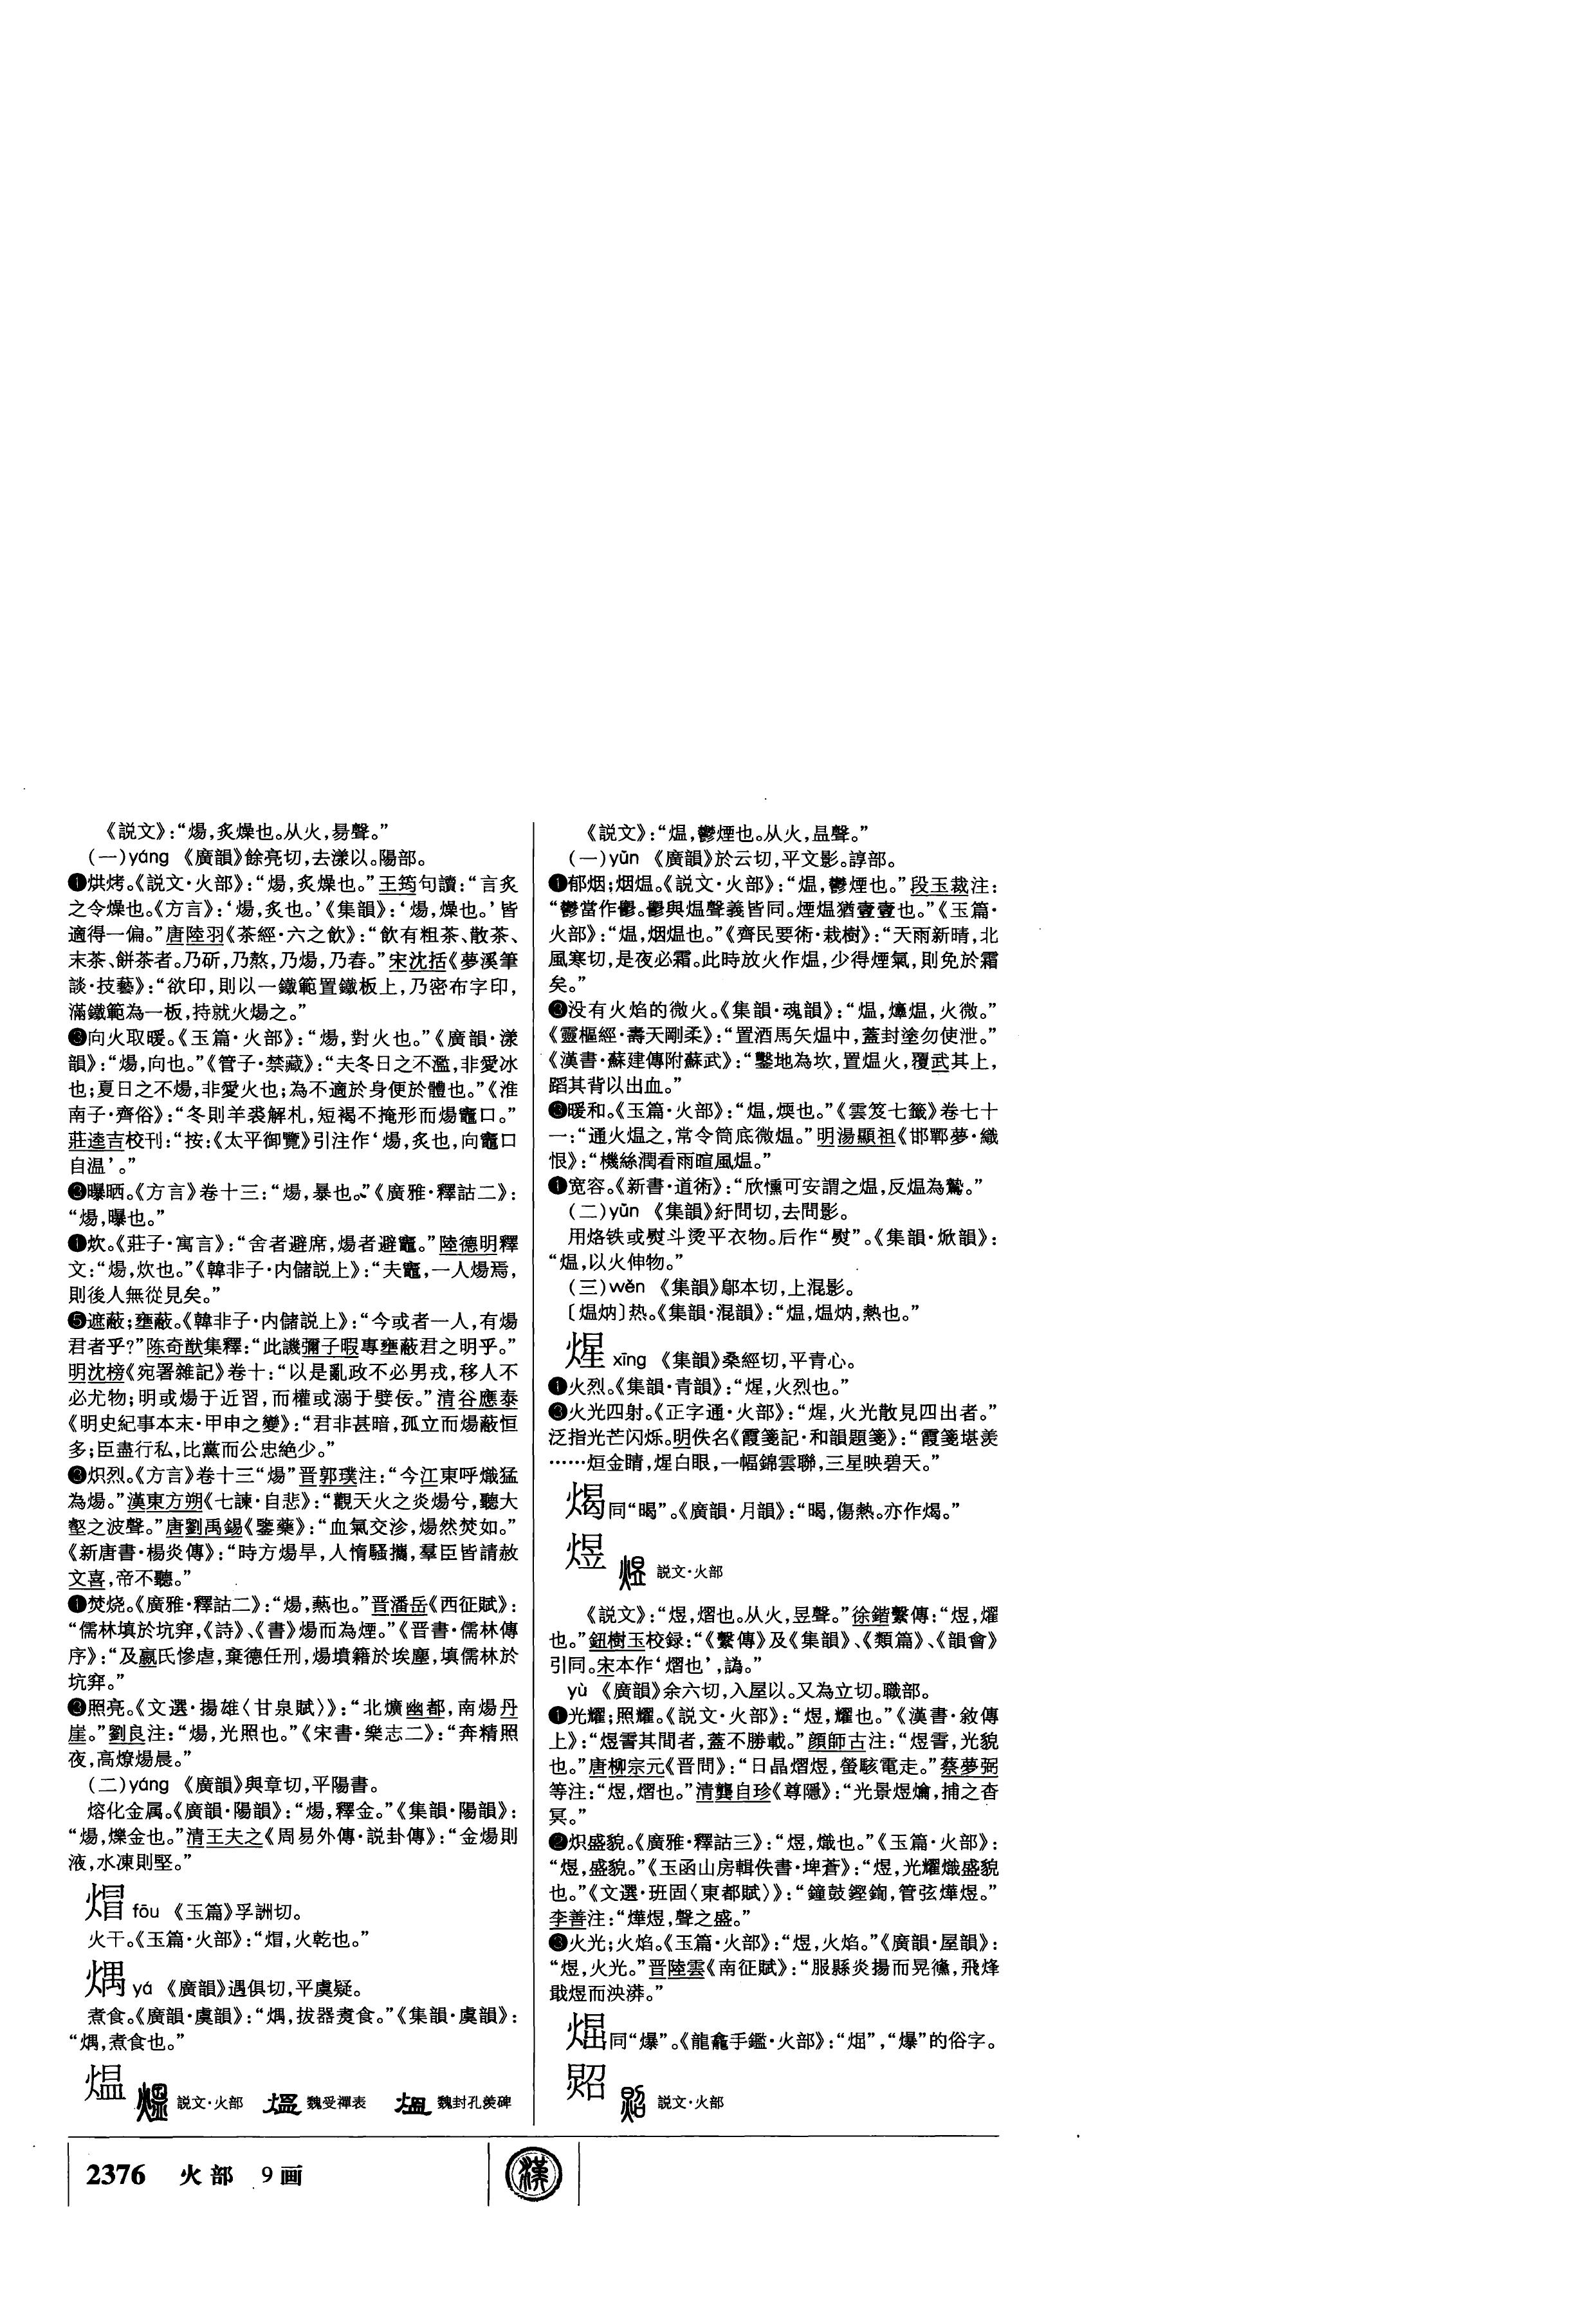 《説文》：“煬，炙燥也。从火，昜聲。”
（一）yáng 《廣韻》餘亮切，去漾以。陽部。
❶烘烤。《説文·火部》：“煬，炙燥也。”王筠句讀：“言炙
之令燥也。《方言》：‘煬，炙也。’《集韻》：‘煬，燥也。’皆
適得一偏。”唐陸羽《茶經·六之飲》：“飲有粗茶、散茶、
末茶、餅茶者。乃斫，乃熬，乃煬，乃舂。”宋沈括《夢溪筆
談·技藝》：“欲印，則以一鐵範置鐵板上，乃密布字印，
滿鐵範為一板，持就火煬之。”
❷向火取暖。《玉篇·火部》：“煬，對火也。”《廣韻·漾
韻》：“煬，向也。”《管子·禁藏》：“夫冬日之不濫，非愛冰
也；夏日之不煬，非愛火也；為不適於身便於體也。”《淮
南子·齊俗》：“冬則羊裘解札，短褐不掩形而煬竈口。”
莊逵吉校刊：“按：《太平御覽》引注作‘煬，炙也，向竈口
自温’。”
❸曝晒。《方言》卷十三：“煬，暴也。”《廣雅·釋詁二》：
“煬，曝也。”
❶炊。《莊子·寓言》：“舍者避席，煬者避竈。”陸德明釋
文：“煬，炊也。”《韓非子·内儲説上》：“夫竈，一人煬焉，
則後人無從見矣。”
❺遮蔽；壅蔽。《韓非子·内儲説上》：“今或者一人，有煬
君者乎？”陈奇猷集釋：“此譏彌子暇專壅蔽君之明乎。”
明沈榜《宛署雜記》卷十：“以是亂政不必男戎，移人不
必尤物；明或煬于近習，而權或溺于嬖佞。”清谷應泰
《明史紀事本末·甲申之變》：“君非甚暗，孤立而煬蔽恒
多；臣盡行私，比黨而公忠絶少。”
❸炽烈。《方言》卷十三“煬”晋郭璞注：“今江東呼熾猛
為煬。”漢東方朔《七諫·自悲》：“觀天火之炎煬兮，聽大
壑之波聲。”唐劉禹錫《鑒藥》：“血氣交沴，煬然焚如。”
《新唐書·楊炎傳》：“時方煬旱，人惰騷攜，羣臣皆請赦
文喜，帝不聽。”
❶焚烧。《廣雅·釋詁二》：“煬，爇也。”晋潘岳《西征賦》：
“儒林填於坑穽，《詩》、《書》煬而為煙。”《晋書·儒林傳
序》：“及嬴氏慘虐，棄德任刑，煬墳籍於埃塵，填儒林於
坑穽。”
❸照亮。《文選·揚雄〈甘泉賦〉》：“北爌幽都，南煬丹
崖。”劉良注：“煬，光照也。”《宋書·樂志二》：“奔精照
夜，高燎煬晨。”
（二）yáng 《廣韻》與章切，平陽書。
熔化金属。《廣韻·陽韻》：“煬，釋金。”《集韻·陽韻》：
“煬，爍金也。”清王夫之《周易外傳·説卦傳》：“金煬則
液，水凍則堅。”
㷆 fōu 《玉篇》孚詶切。
火干。《玉篇·火部》：“㷆，火乾也。”
㷒 yá 《廣韻》遇俱切，平虞疑。
煮食。《廣韻·虞韻》：“㷒，拔器煑食。”《集韻·虞韻》：
“㷒，煮食也。”
熅 説文·火部 魏受禪表 魏封孔羨碑
《説文》：“熅，鬱煙也。从火，𥁕聲。”
（一）yūn 《廣韻》於云切，平文影。諄部。
❶郁烟；烟熅。《説文·火部》：“熅，鬱煙也。”段玉裁注：
“鬱當作鬱。鬱與熅聲義皆同。煙熅猶壹壹也。”《玉篇·
火部》：“熅，烟熅也。”《齊民要術·栽樹》：“天雨新晴，北
風寒切，是夜必霜。此時放火作熅，少得煙氣，則免於霜
矣。”
❸没有火焰的微火。《集韻·魂韻》：“熅，熛熅，火微。”
《靈樞經·壽夭剛柔》：“置酒馬矢熅中，蓋封塗勿使泄。”
《漢書·蘇建傳附蘇武》：“鑿地為坎，置熅火，覆武其上，
蹈其背以出血。”
❸暖和。《玉篇·火部》：“熅，煗也。”《雲笈七籤》卷七十
一：“通火熅之，常令筒底微熅。”明湯顯祖《邯鄲夢·織
恨》：“機絲潤看雨暄風熅。”
❶宽容。《新書·道術》：“欣憓可安謂之熅，反熅為鷙。”
（二）yǔn 《集韻》紆問切，去問影。
用烙铁或熨斗烫平衣物。后作“熨”。《集韻·焮韻》：
“熅，以火伸物。”
（三）wěn 《集韻》鄔本切，上混影。
〔熅㶧〕热。《集韻·混韻》：“熅，熅㶧，熱也。”
煋 xīng 《集韻》桑經切，平青心。
❶火烈。《集韻·青韻》：“煋，火烈也。”
❸火光四射。《正字通·火部》：“煋，火光散見四出者。”
泛指光芒闪烁。明佚名《霞箋記·和韻題箋》：“霞箋堪羨
……烜金睛，煋白眼，一幅錦雲聯，三星映碧天。”
㷎同“暍”。《廣韻·月韻》：“暍，傷熱。亦作㷎。”
煜 説文·火部
《説文》：“煜，熠也。从火，昱聲。”徐鍇繫傳：“煜，燿
也。”鈕樹玉校録：“《繫傳》及《集韻》、《類篇》、《韻會》
引同。宋本作‘熠也’，譌。”
yù 《廣韻》余六切，入屋以。又為立切。職部。
❶光耀；照耀。《説文·火部》：“煜，耀也。”《漢書·敘傳
上》：“煜霅其間者，蓋不勝載。”顔師古注：“煜霅，光貌
也。”唐柳宗元《晋問》：“日晶熠煜，螢駭電走。”蔡夢弼
等注：“煜，熠也。”清龔自珍《尊隱》：“光景煜爚，捕之杳
冥。”
❷炽盛貌。《廣雅·釋詁三》：“煜，熾也。”《玉篇·火部》：
“煜，盛貌。”《玉函山房輯佚書·埤蒼》：“煜，光耀熾盛貌
也。”《文選·班固〈東都賦〉》：“鐘鼓鏗鍧，管弦燁煜。”
李善注：“燁煜，聲之盛。”
❸火光；火焰。《玉篇·火部》：“煜，火焰。”《廣韻·屋韻》：
“煜，火光。”晋陸雲《南征賦》：“服縣炎揚而晃㸌，飛烽
戢煜而泱漭。”
同“爆”。《龍龕手鑑·火部》：，“爆”的俗字。
照 説文·火部
2376 火部 9画
漢